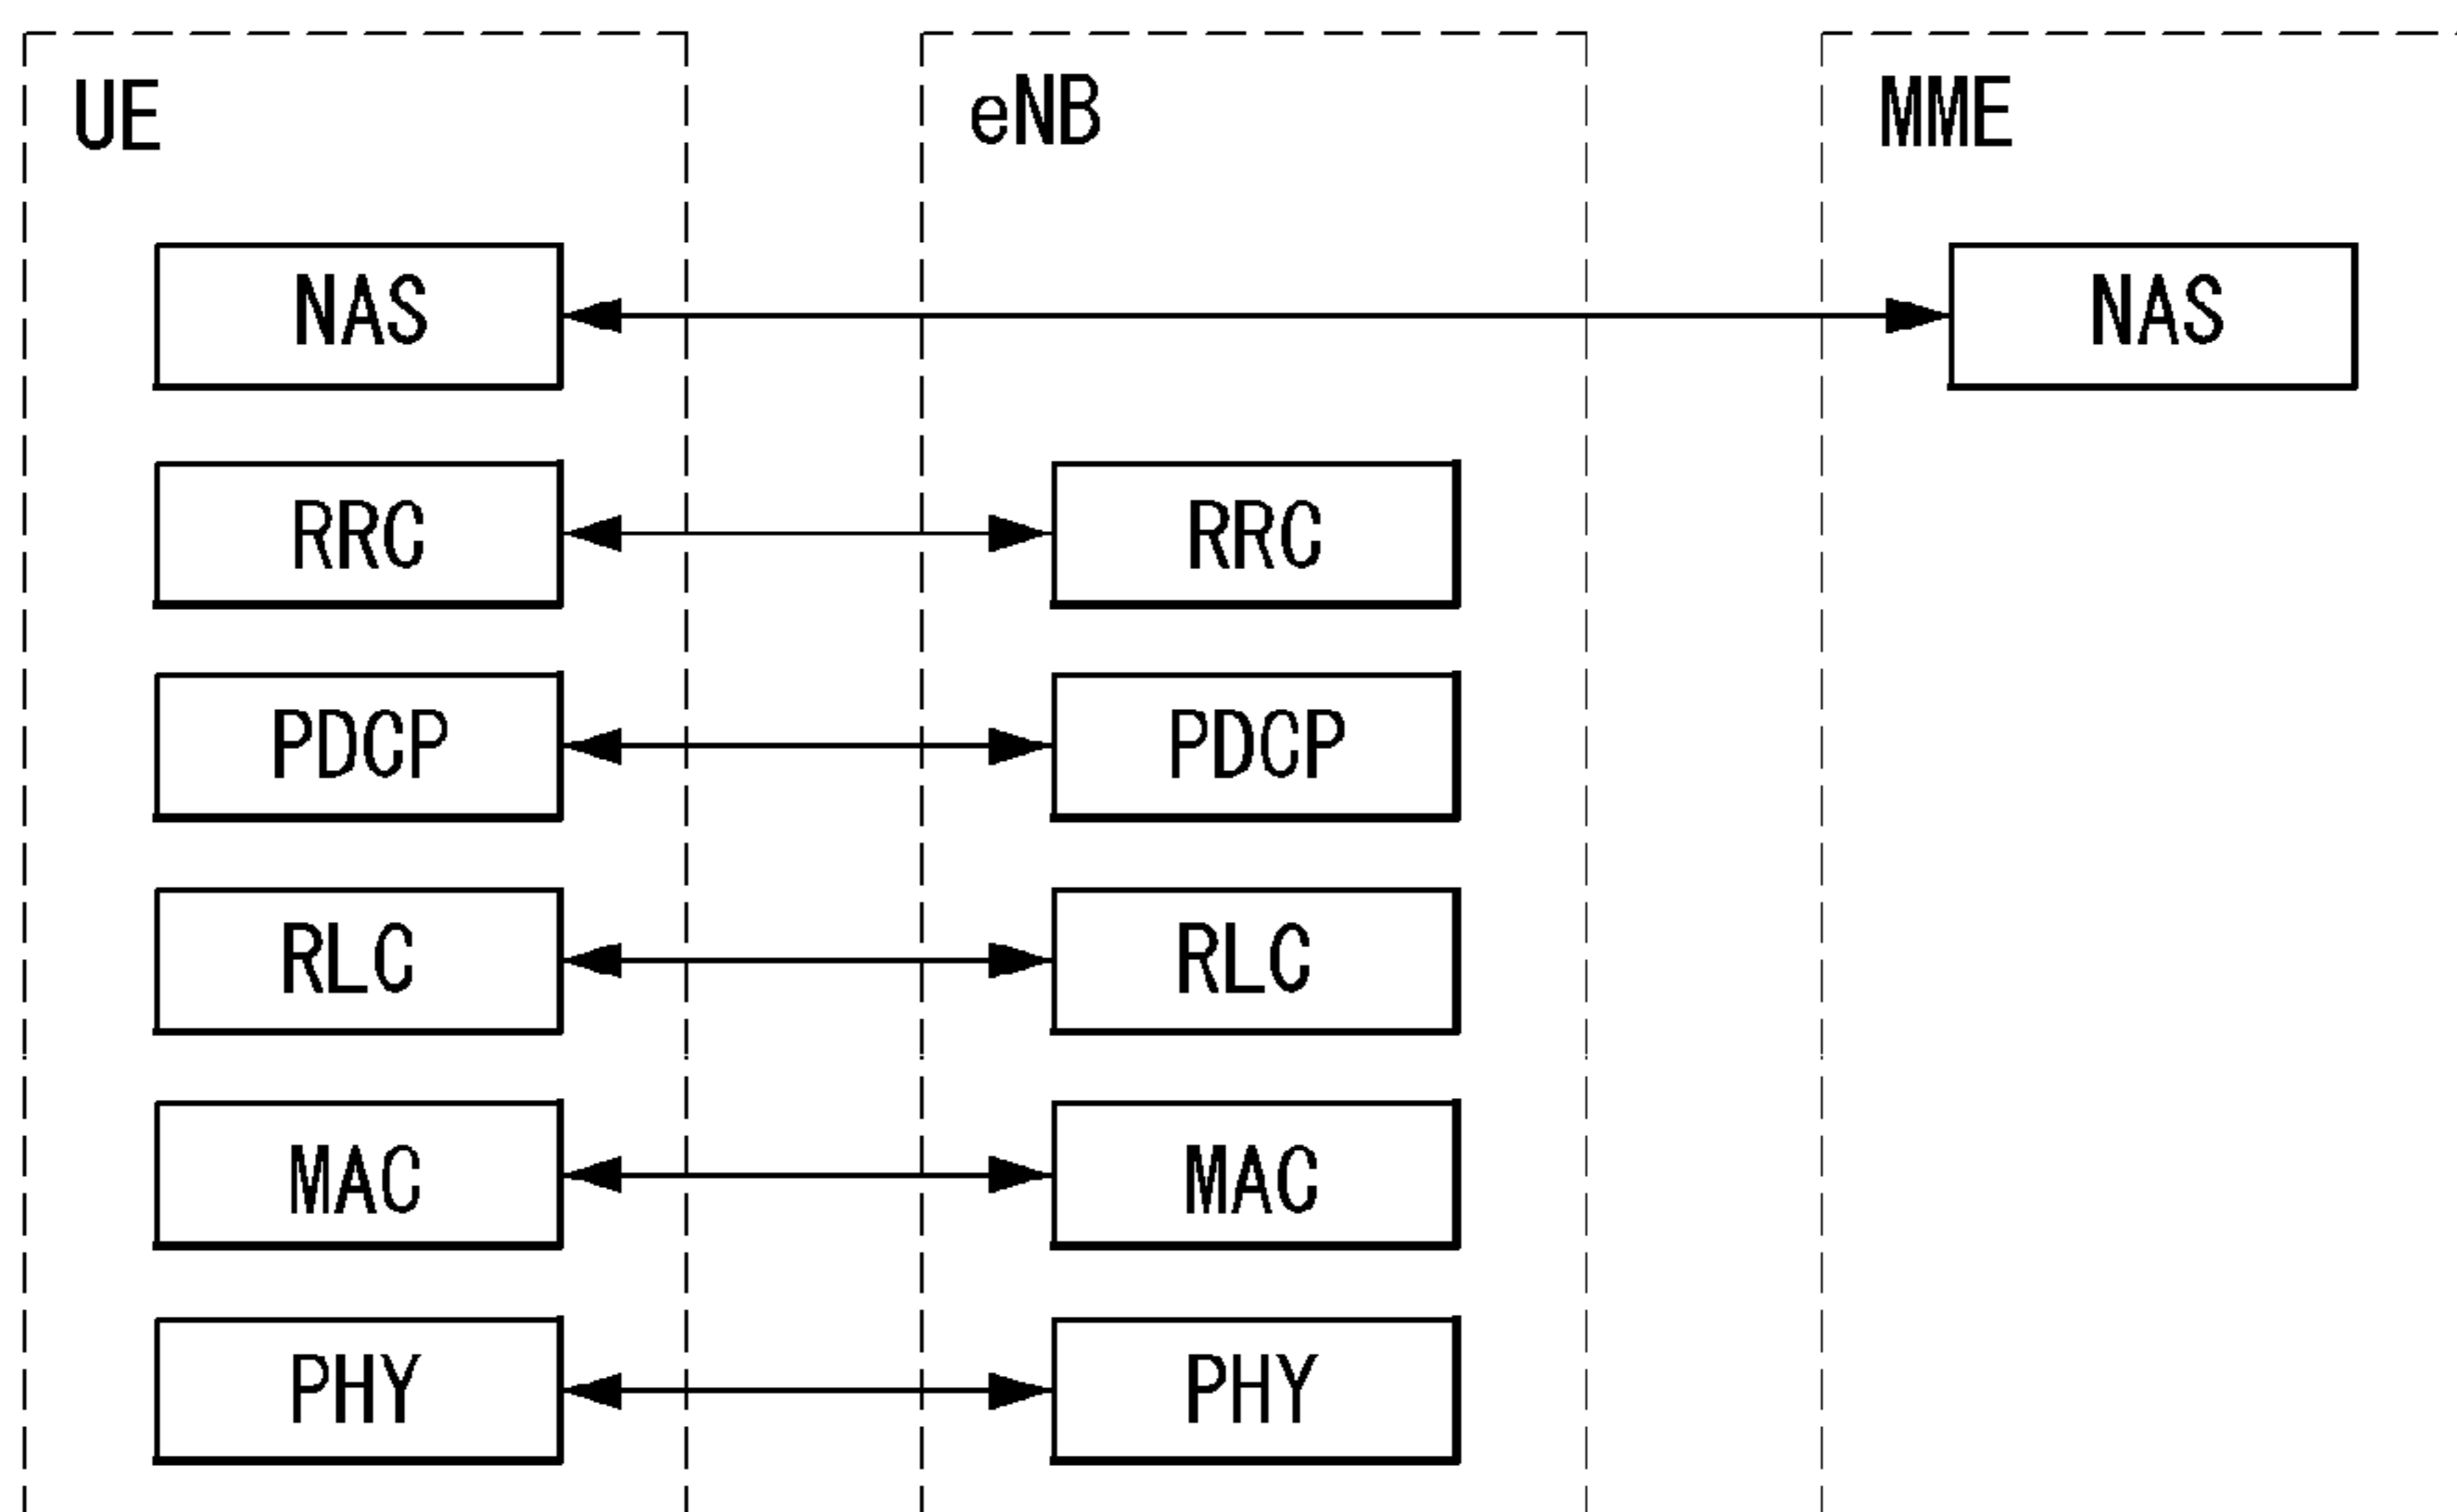 UE eNB MME
NAS NAS
RRC RRC
PDCP PDCP
RLC RLC
MAC MAC
PHY PHY